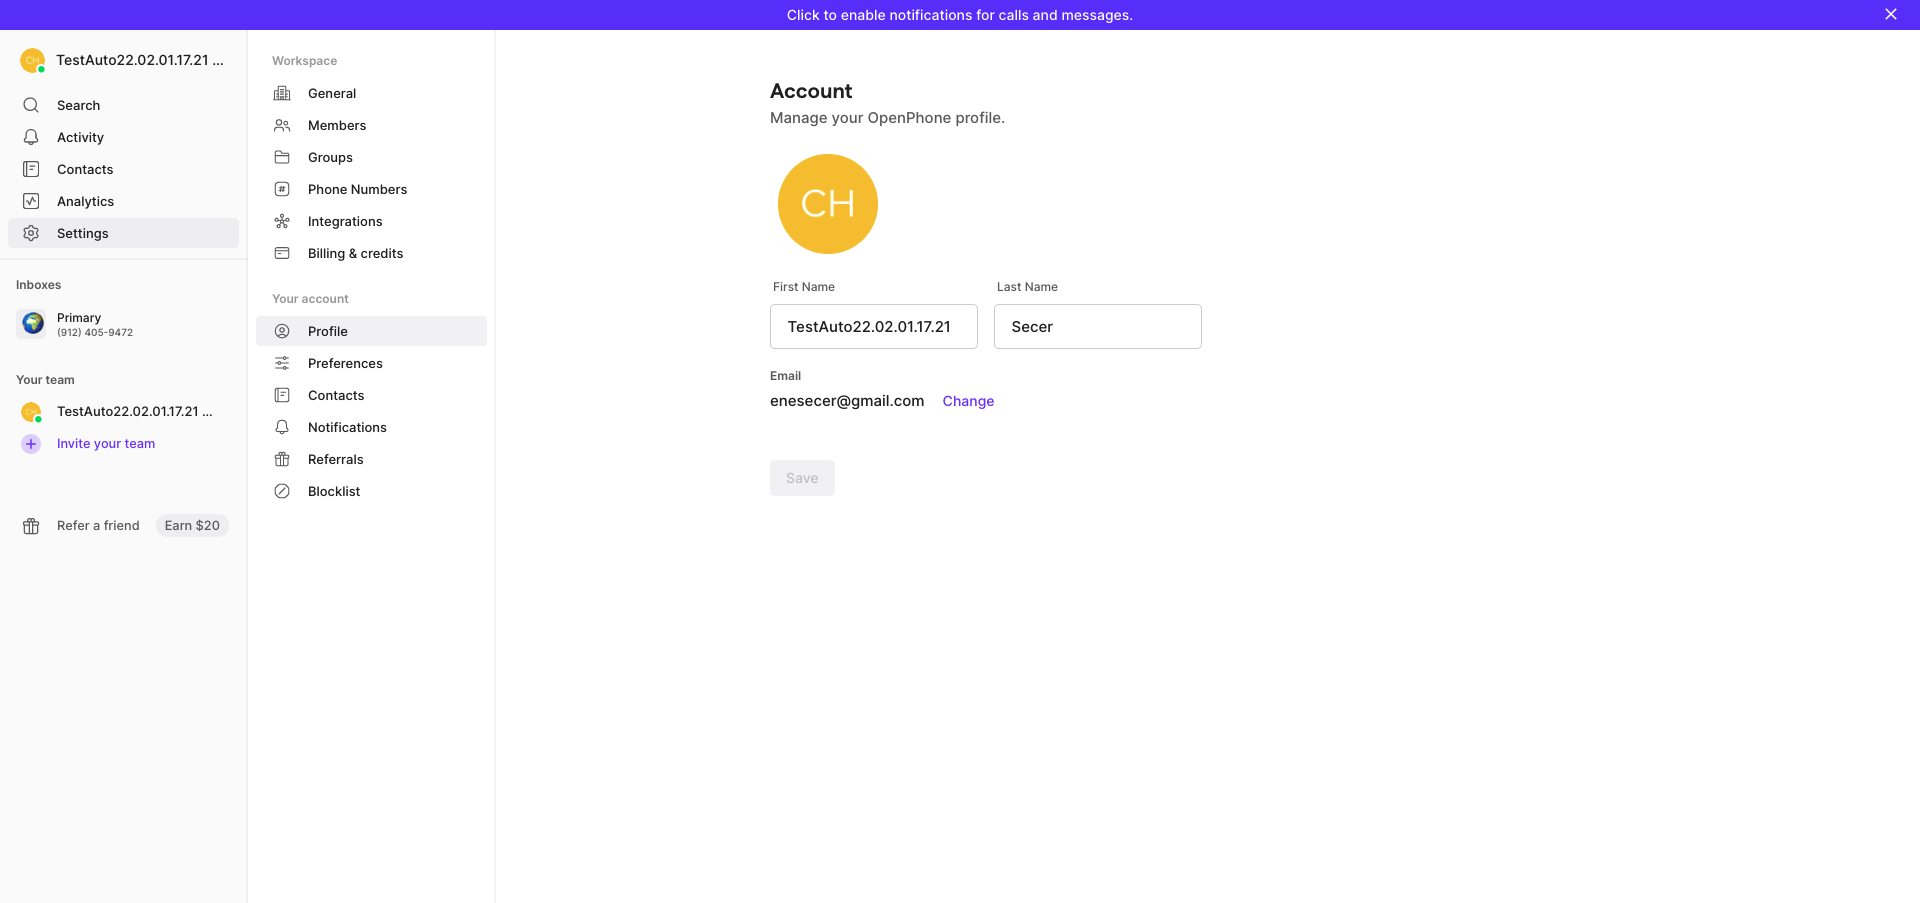 Click to enable notifications for calls and messages.
CH
TestAuto22.02.01.17.21 ...
Search
Activity
Contacts
Analytics
Settings
Inboxes
Primary
(912) 405-9472
Your team
CH
TestAuto22.02.01.17.21 ...
Invite your team
Refer a friend
Earn $20
Workspace
General
Members
Groups
Phone Numbers
Integrations
Billing & credits
Your account
Profile
Preferences
Contacts
Notifications
Referrals
Blocklist
Account
Manage your OpenPhone profile.
CH
First Name
Last Name
TestAuto22.02.01.17.21
Secer
Email
enesecer@gmail.com
Change
Save